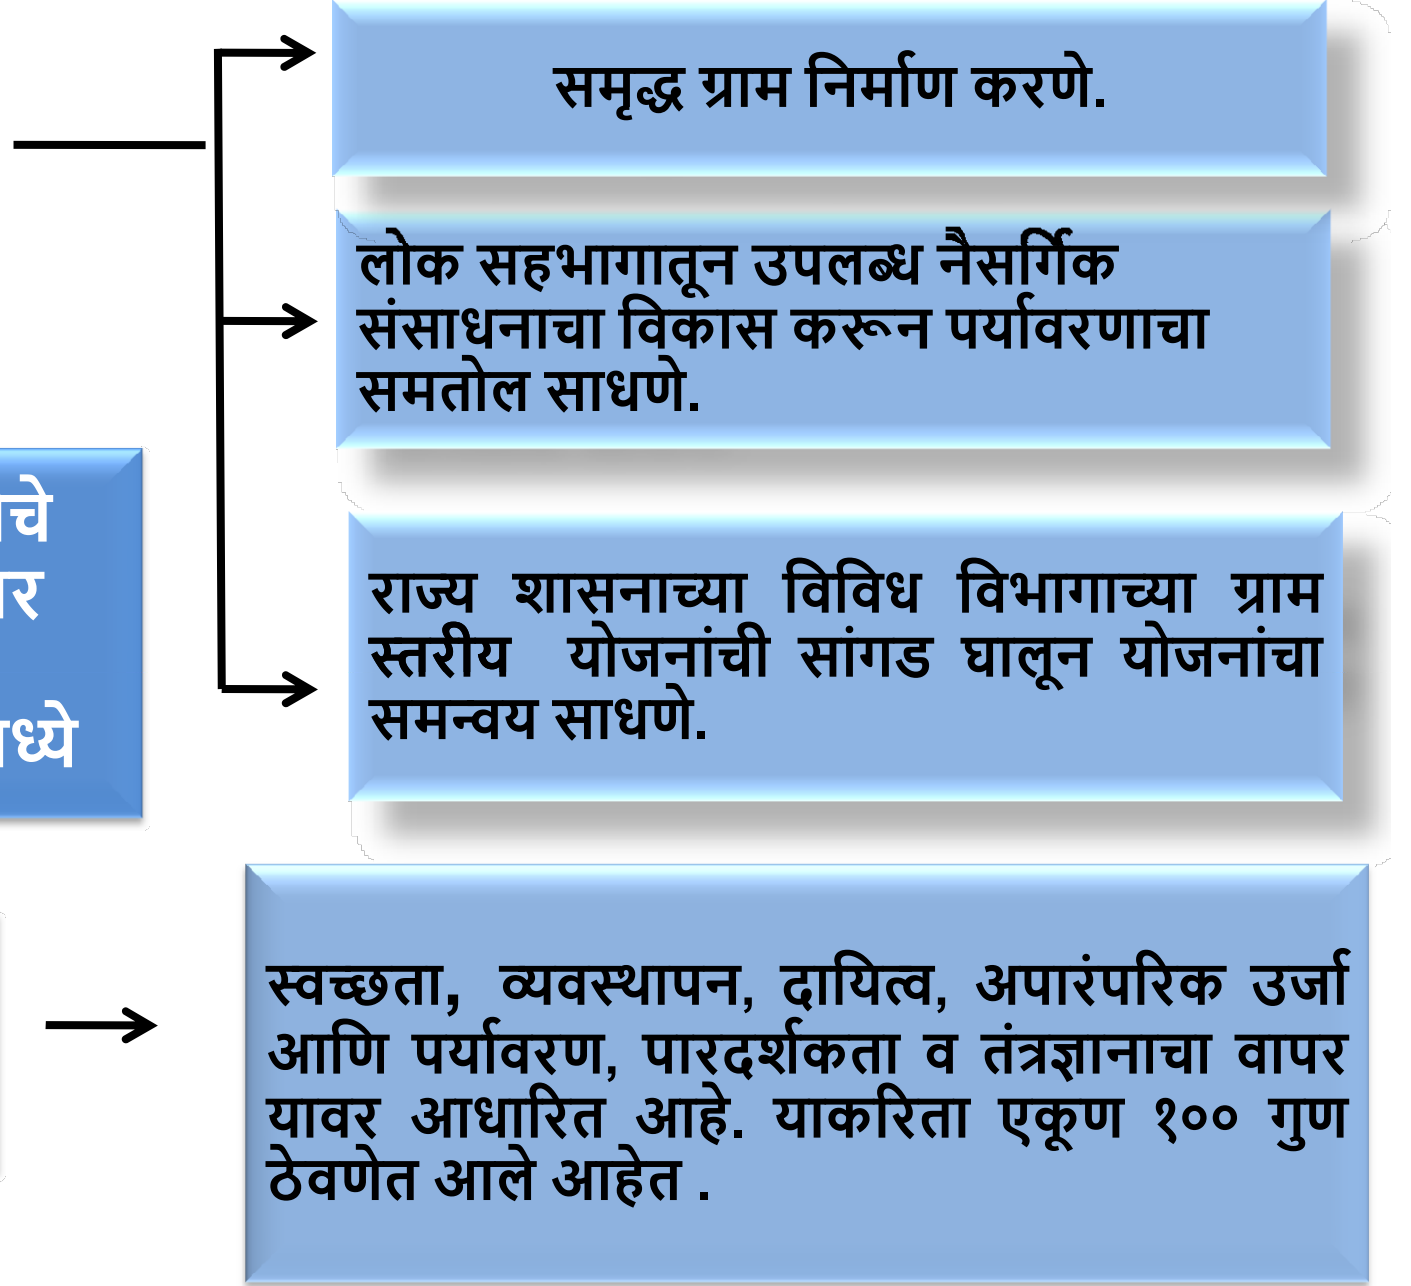 समृद्ध ग्राम निर्माण करणे.
लोक सहभागातून उपलब्ध नैसर्गिक
संसाधनाचा विकास करून पर्यावरणाचा
समतोल साधणे.
राज्य शासनाच्या विविध विभागाच्या ग्राम
स्तरीय योजनांची सांगड घालून योजनांचा
समन्वय साधणे.
स्वच्छता, व्यवस्थापन, दायित्व, अपारंपरिक उर्जा
आणि पर्यावरण, पारदर्शकता व तंत्रज्ञानाचा वापर
यावर आधारित आहे. याकरिता एकूण १०० गुण
ठेवणेत आले आहेत .